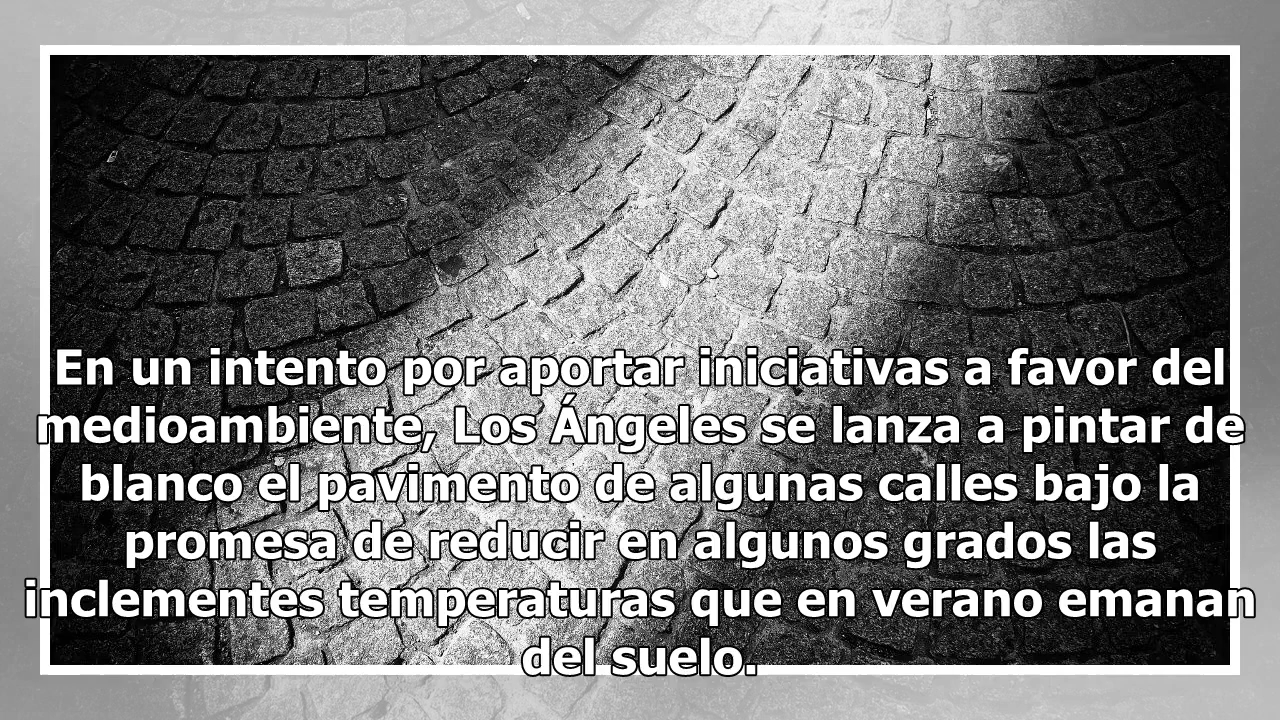 En un intento por aportar iniciativas a favor del
medioambiente, Los Ángeles se lanza a pintar de
blanco el pavimento de algunas calles bajo la
promesa de reducir en algunos grados las
inclementes temperaturas que en verano emanan
del suelo.